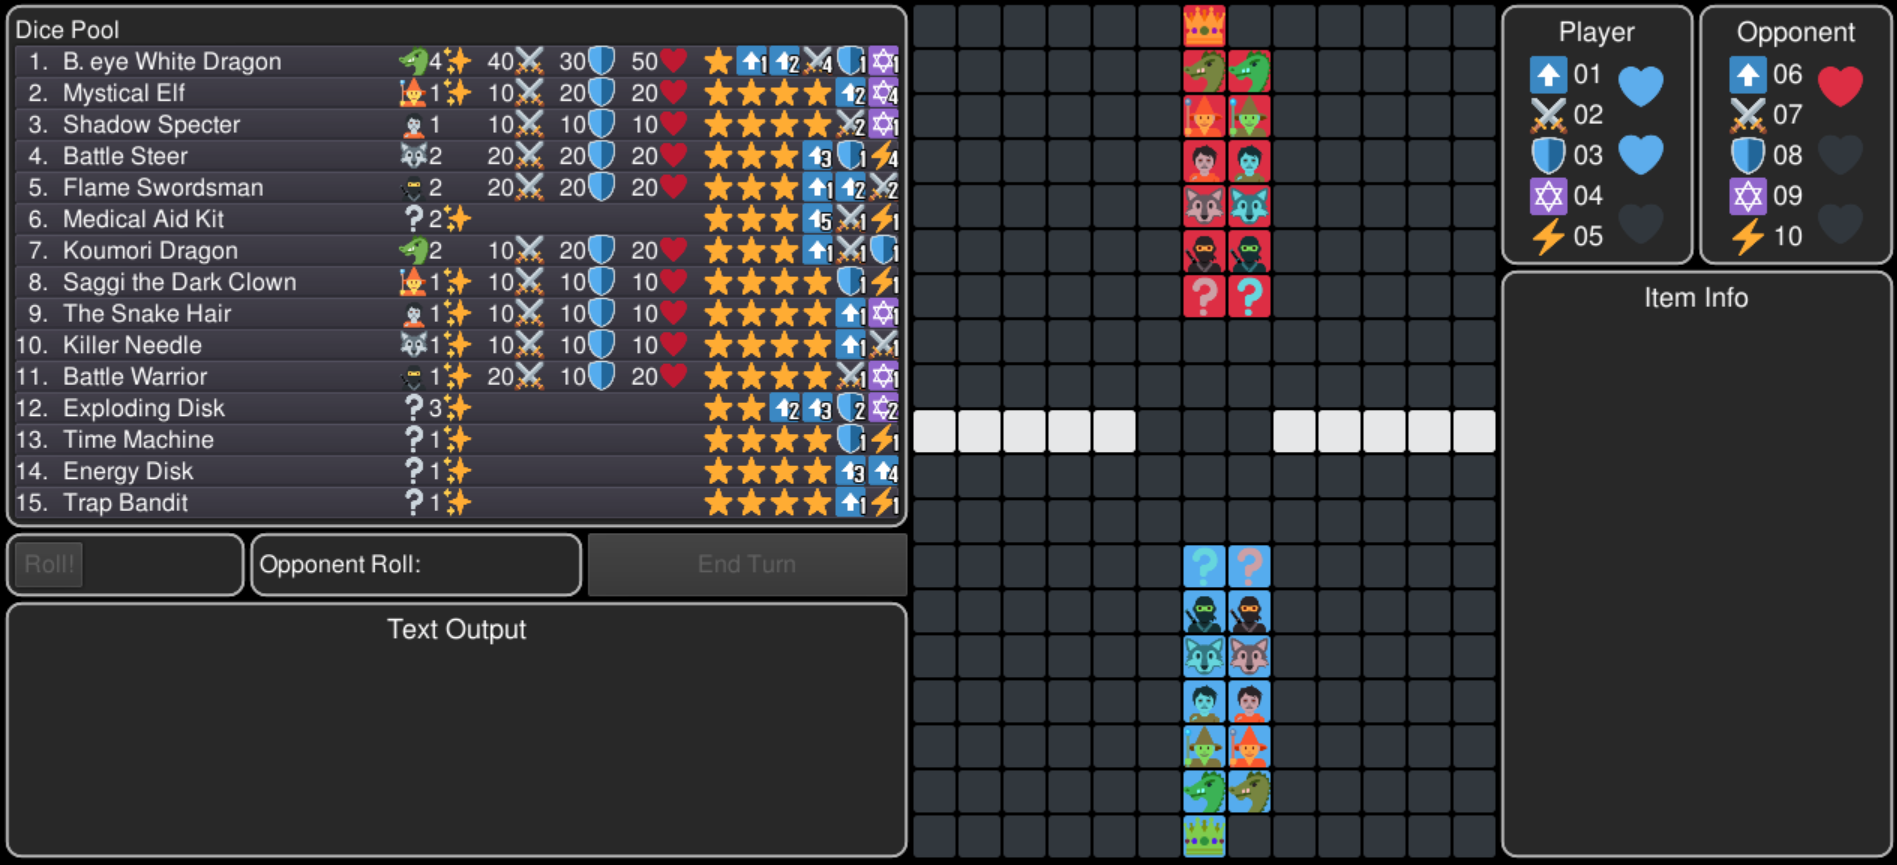 Dice Pool
1. B. eye White Dragon 4 40 30 50 1 2 4 1 1
2. Mystical Elf 1 10 20 20 2 4
3. Shadow Specter 1 10 10 10 2 1
4. Battle Steer 2 20 20 20 3 1 4
5. Flame Swordsman 2 20 20 20 1 2 2
6. Medical Aid Kit ? 2 5 1 1
7. Koumori Dragon 2 10 20 20 1 1 1
8. Saggi the Dark Clown 1 10 10 10 1 1
9. The Snake Hair 1 10 10 10 1 1
10. Killer Needle 1 10 10 10 1 1
11. Battle Warrior 1 20 10 20 1 1
12. Exploding Disk ? 3 2 3 2 2
13. Time Machine ? 1 1 1
14. Energy Disk ? 1 3 4
15. Trap Bandit ? 1 1 1
Roll!
Opponent Roll:
End Turn
Text Output
? ?
? ?
Player
01
02
03
04
05
Opponent
06
07
08
09
10
Item Info